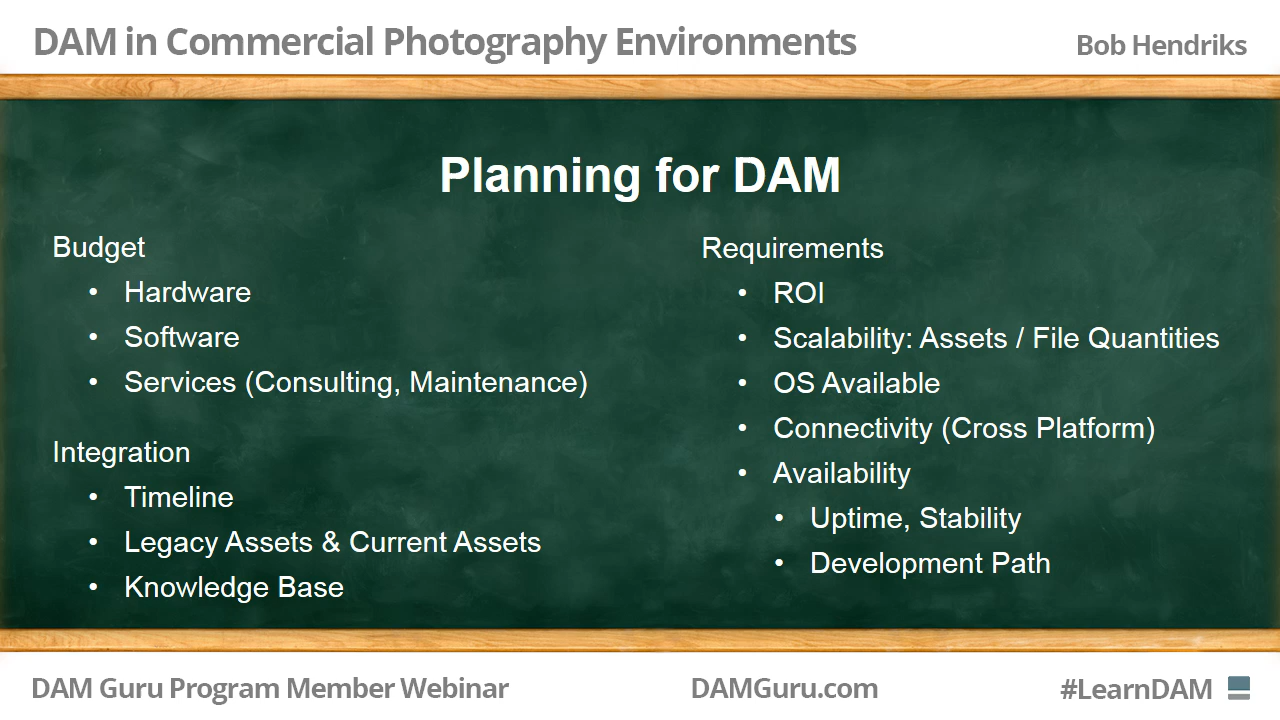 DAM in Commercial Photography Environments
Bob Hendriks
Planning for DAM
Budget
• Hardware
• Software
• Services (Consulting, Maintenance)
Integration
• Timeline
• Legacy Assets & Current Assets
• Knowledge Base
Requirements
• ROI
• Scalability: Assets / File Quantities
• OS Available
• Connectivity (Cross Platform)
• Availability
• Uptime, Stability
• Development Path
DAM Guru Program Member Webinar
DAMGuru.com
#LearnDAM